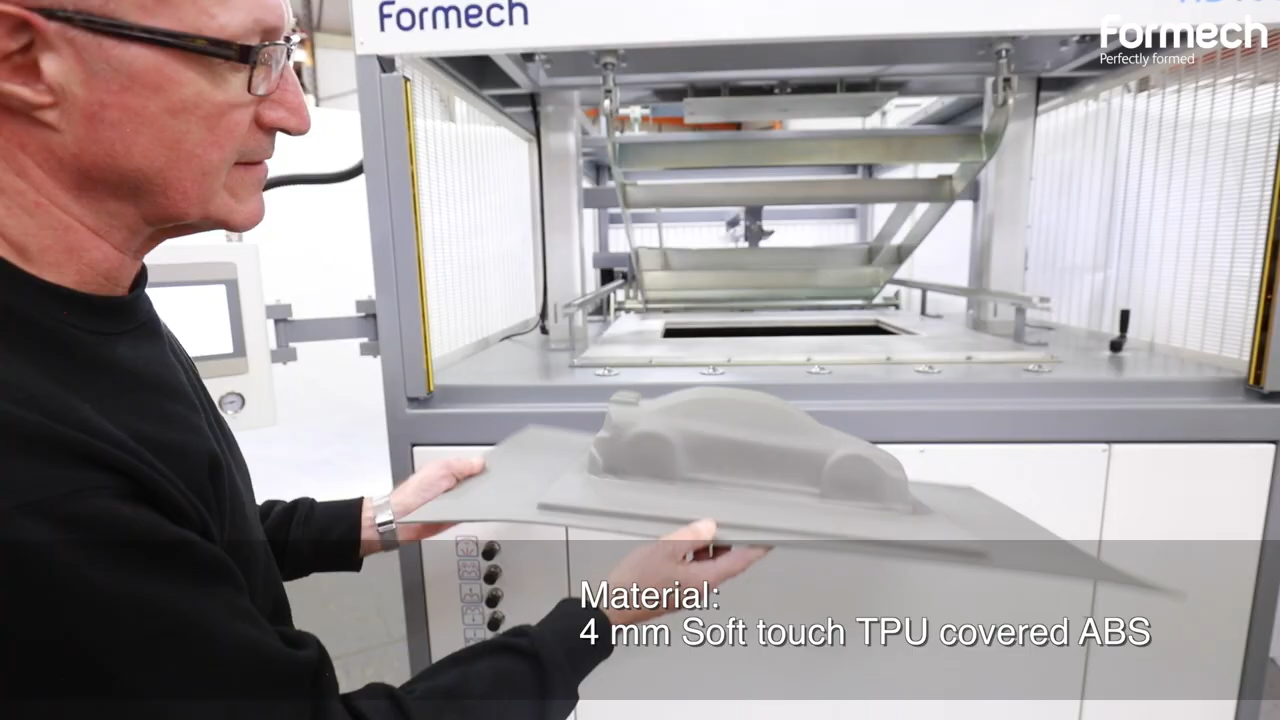 Formech
Formech
Perfectly formed
Material:
4 mm Soft touch TPU covered ABS